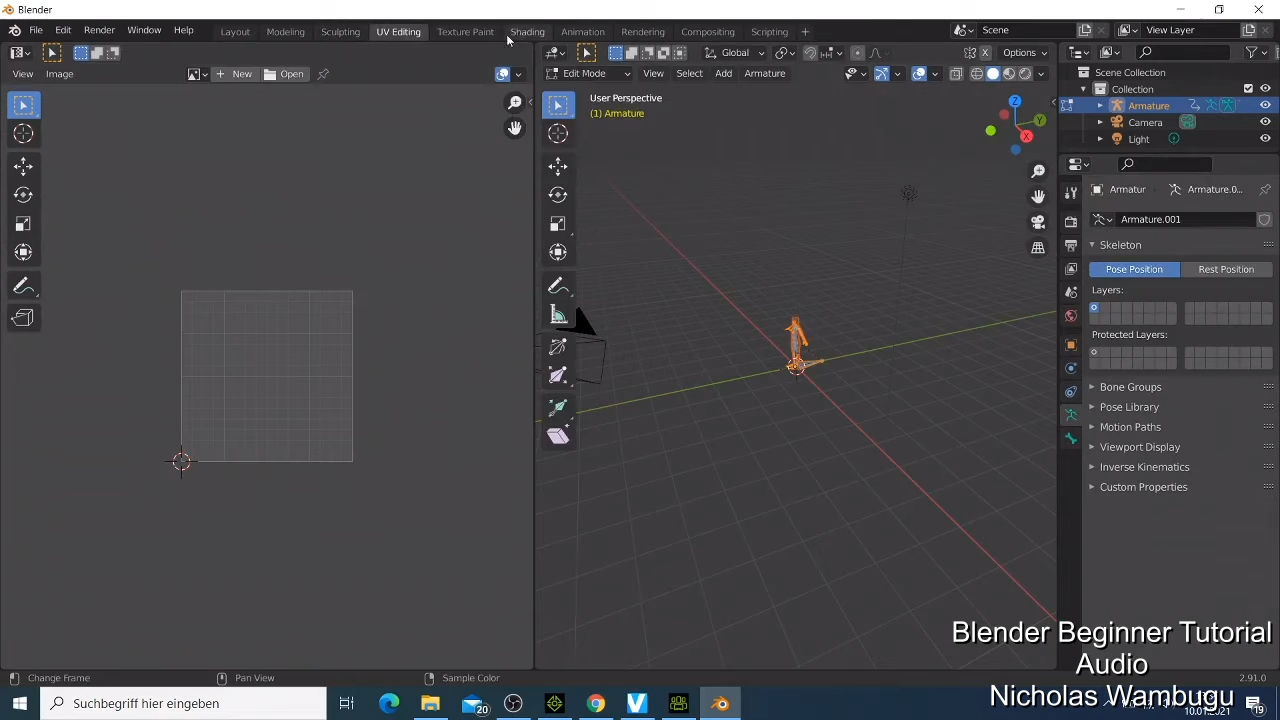 Blender
File Edit Render Window Help Layout Modeling Sculpting UV Editing Texture Paint Shading Animation Rendering Compositing Scripting + Scene View Layer
Global Options
View Image New Open Edit Mode View Select Add Armature
User Perspective
(1) Armature
Z
Y
X
Scene Collection
Collection
Armature
Camera
Light
Armatur Armature.0...
Armature.001
Skeleton
Pose Position Rest Position
Layers:
Protected Layers:
Bone Groups
Pose Library
Motion Paths
Viewport Display
Inverse Kinematics
Custom Properties
Blender Beginner Tutorial
Audio
Nicholas Wambugu
Change Frame Pan View Sample Color 2.91.0
Suchbegriff hier eingeben
20
10.01.2021
19